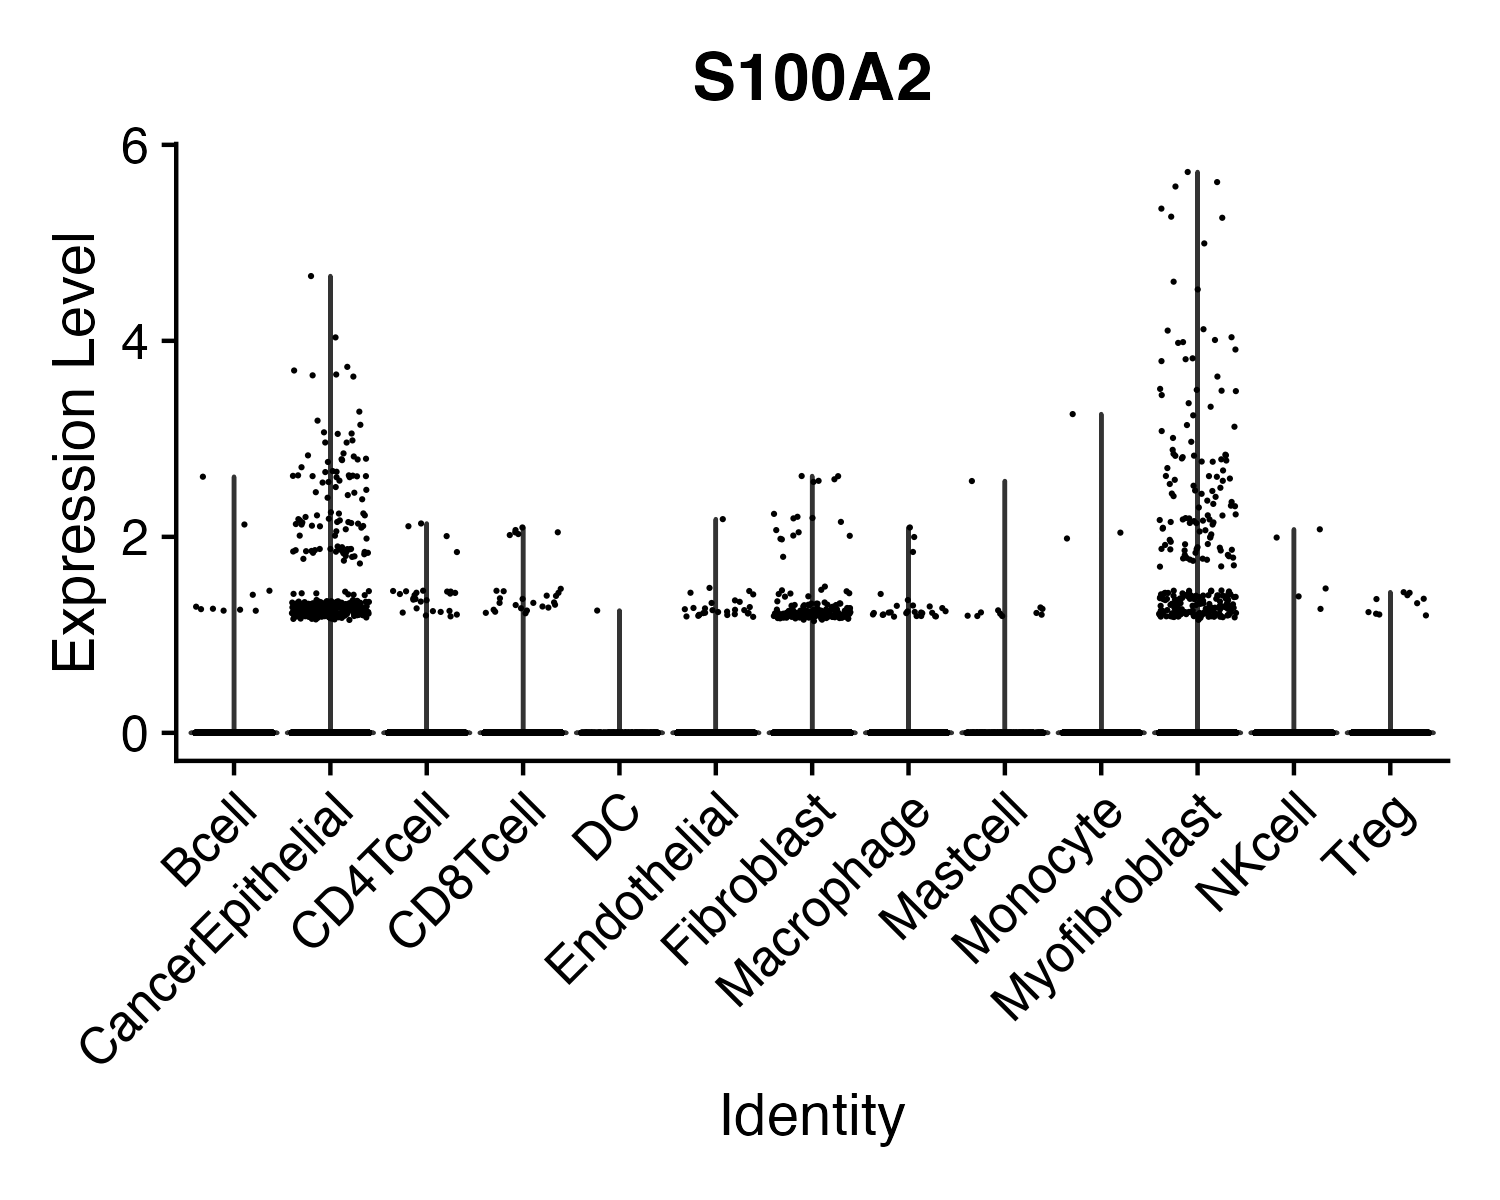 S100A2
Expression Level
6
4
2
0
Bcell
CancerEpithelial
CD4Tcell
CD8Tcell
DC
Endothelial
Fibroblast
Macrophage
Mastcell
Monocyte
Myofibroblast
NKcell
Treg
Identity